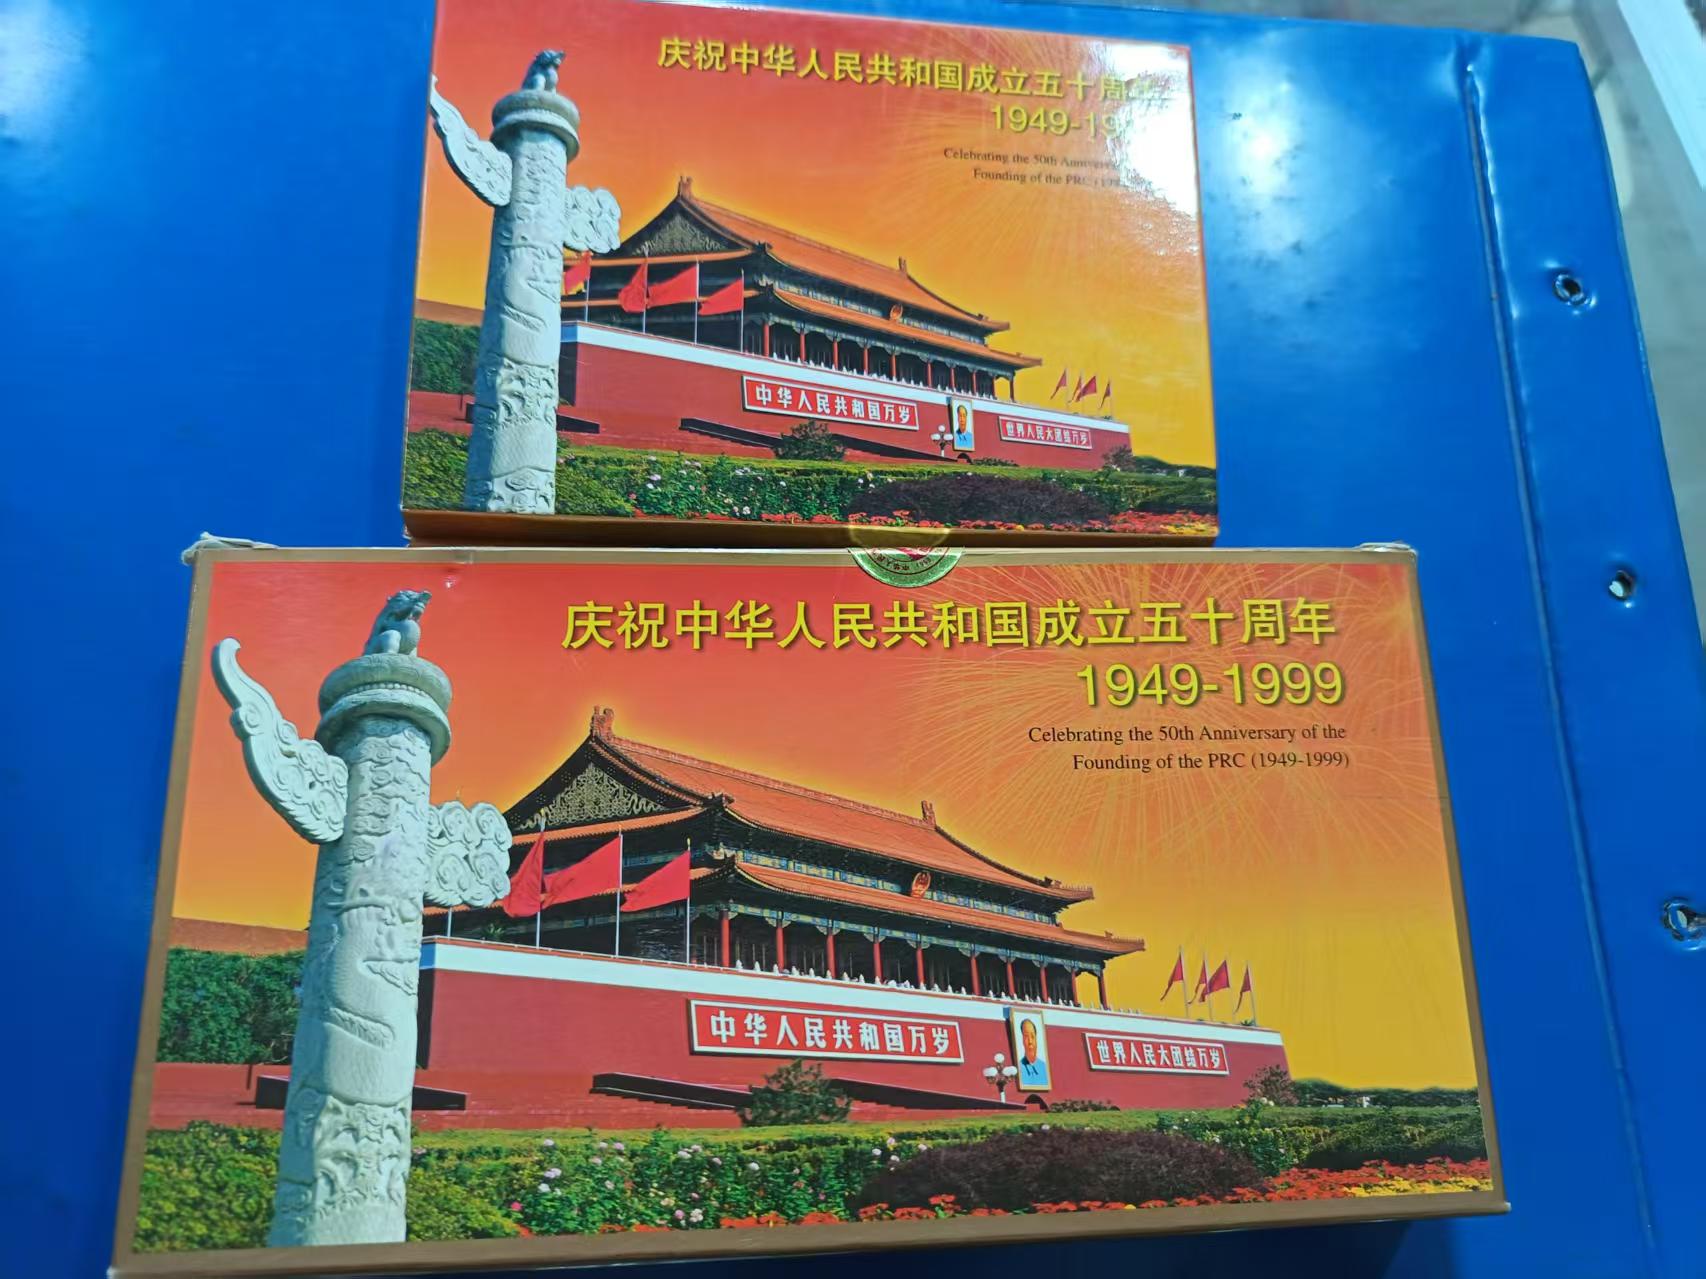 庆祝中华人民共和国成立五十周年
1949-19
Celebrating the 50th
Founding of the PRC
中华人民共和国万岁
世界人民大团结万岁
庆祝中华人民共和国成立五十周年
1949-1999
Celebrating the 50th Anniversary of the
Founding of the PRC (1949-1999)
中华人民共和国万岁
世界人民大团结万岁